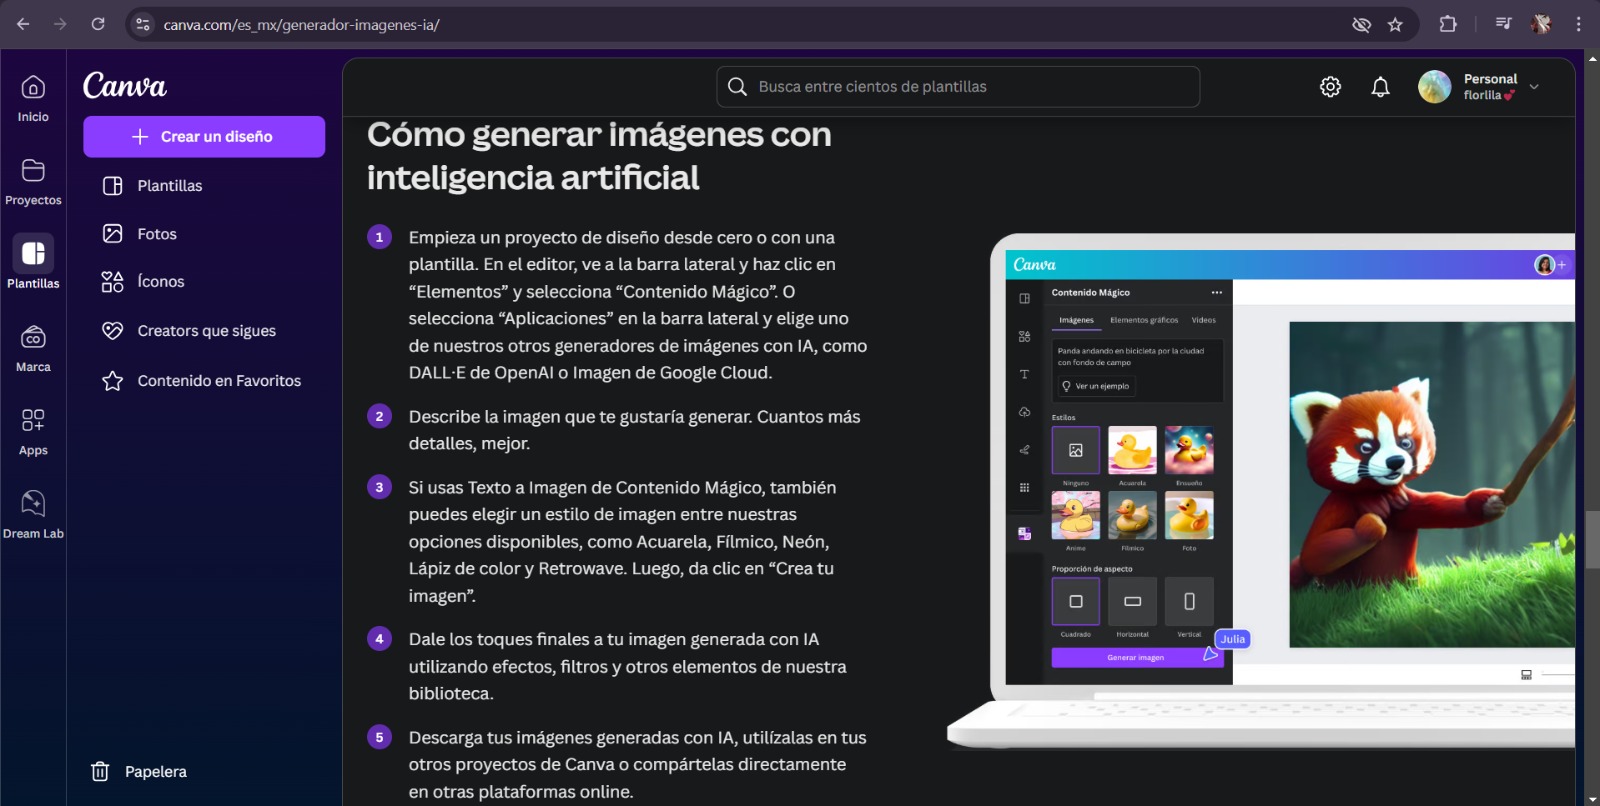 canva.com/es_mx/generador-imagenes-ia/
Inicio
Proyectos
Plantillas
Marca
Apps
Dream Lab
Canva
Crear un diseño
Plantillas
Fotos
Íconos
Creators que sigues
Contenido en Favoritos
Papelera
Busca entre cientos de plantillas
Personal
florlila💕
Cómo generar imágenes con
inteligencia artificial
1
Empieza un proyecto de diseño desde cero o con una
plantilla. En el editor, ve a la barra lateral y haz clic en
“Elementos” y selecciona “Contenido Mágico”. O
selecciona “Aplicaciones” en la barra lateral y elige uno
de nuestros otros generadores de imágenes con IA, como
DALL·E de OpenAI o Imagen de Google Cloud.
2
Describe la imagen que te gustaría generar. Cuantos más
detalles, mejor.
3
Si usas Texto a Imagen de Contenido Mágico, también
puedes elegir un estilo de imagen entre nuestras
opciones disponibles, como Acuarela, Fílmico, Neón,
Lápiz de color y Retrowave. Luego, da clic en “Crea tu
imagen”.
4
Dale los toques finales a tu imagen generada con IA
utilizando efectos, filtros y otros elementos de nuestra
biblioteca.
5
Descarga tus imágenes generadas con IA, utilízalas en tus
otros proyectos de Canva o compártelas directamente
en otras plataformas online.
Canva
Contenido Mágico
Imágenes Elementos gráficos Videos
Panda andando en bicicleta por la ciudad
con fondo de campo
Ver un ejemplo
Estilos
Ninguno Acuarela Ensueño
Anime Fílmico Foto
Proporción de aspecto
Cuadrado Horizontal Vertical
Julia
Generar imagen